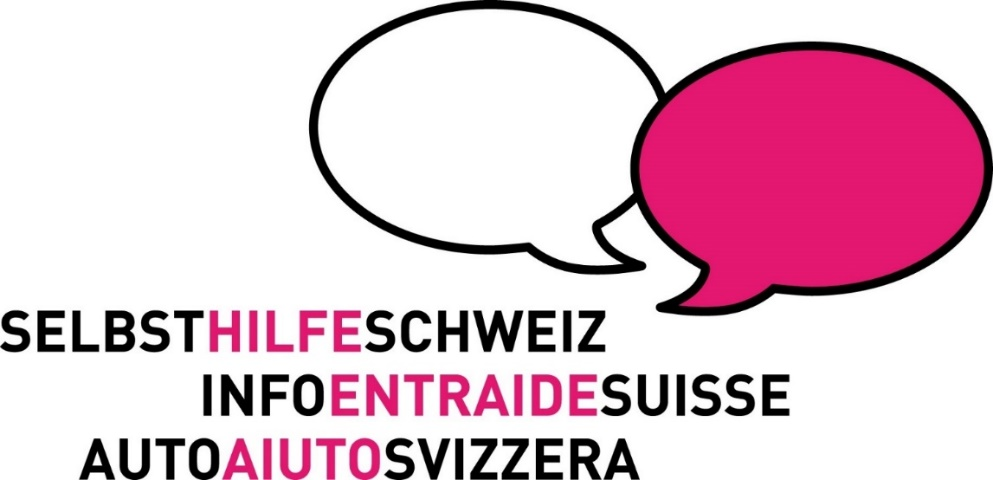 SELBSTHILFESCHWEIZ
INFOENTRAIDESUISSE
AUTOAIUTOSVIZZERA